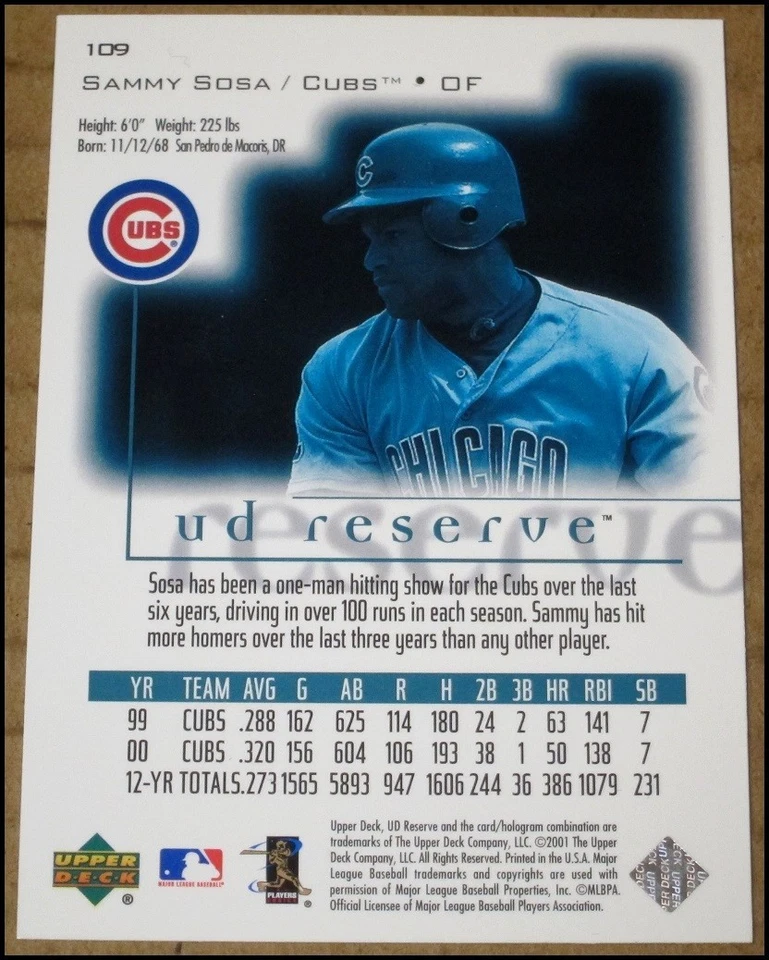 109
SAMMY SOSA / CUBS™ • OF
Height: 6'0" Weight: 225 lbs
Born: 11/12/68 San Pedro de Macoris, DR
CUBS®
C
CHICAGO
ud reserve™
reserve
Sosa has been a one-man hitting show for the Cubs over the last
six years, driving in over 100 runs in each season. Sammy has hit
more homers over the last three years than any other player.
YR TEAM AVG G AB R H 2B 3B HR RBI SB
99 CUBS .288 162 625 114 180 24 2 63 141 7
00 CUBS .320 156 604 106 193 38 1 50 138 7
12-YR TOTALS .273 1565 5893 947 1606 244 36 386 1079 231
Upper Deck, UD Reserve and the card/hologram combination are
trademarks of The Upper Deck Company, LLC. ©2001 The Upper
Deck Company, LLC. All Rights Reserved. Printed in the U.S.A. Major
League Baseball trademarks and copyrights are used with
permission of Major League Baseball Properties, Inc. ©MLBPA.
Official Licensee of Major League Baseball Players Association.
UPPER
D·E·C·K
®
MAJOR LEAGUE BASEBALL®
PLAYERS
CHOICE
®
UPPER DECK